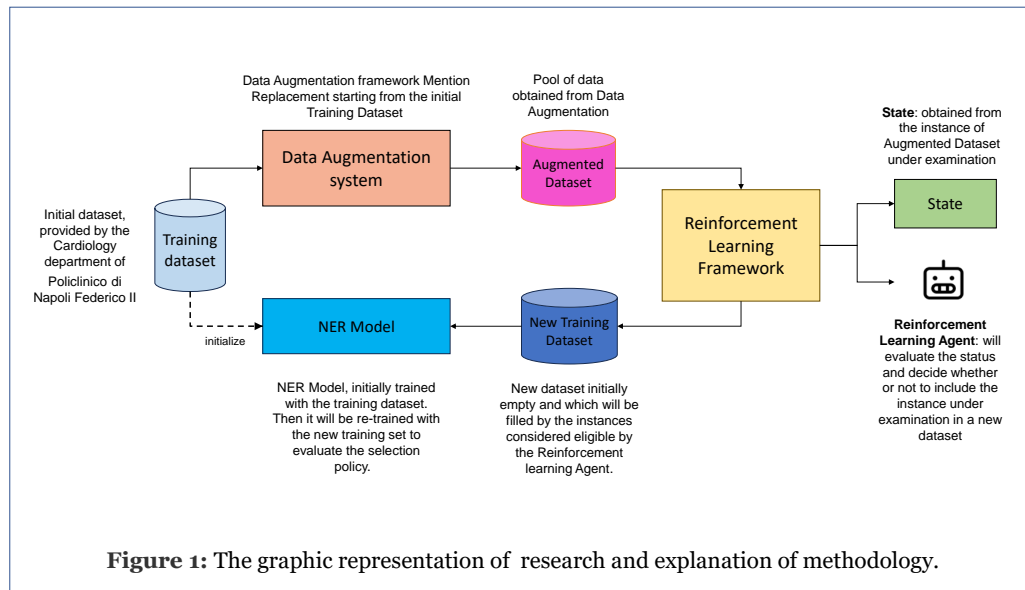 Data Augmentation framework Mention
Replacement starting from the initial
Training Dataset
Pool of data
obtained from Data
Augmentation
State: obtained from
the instance of
Augmented Dataset
under examination
Data Augmentation
system
Augmented
Dataset
Reinforcement
Learning
Framework
State
Initial dataset,
provided by the
Cardiology
department of
Policlinico di
Napoli Federico II
Training
dataset
initialize
NER Model
New Training
Dataset
Reinforcement
Learning Agent: will
evaluate the status
and decide whether
or not to include the
instance under
examination in a new
dataset
NER Model, initially trained
with the training dataset.
Then it will be re-trained with
the new training set to
evaluate the selection
policy.
New dataset initially
empty and which will be
filled by the instances
considered eligible by
the Reinforcement
learning Agent.
Figure 1: The graphic representation of research and explanation of methodology.